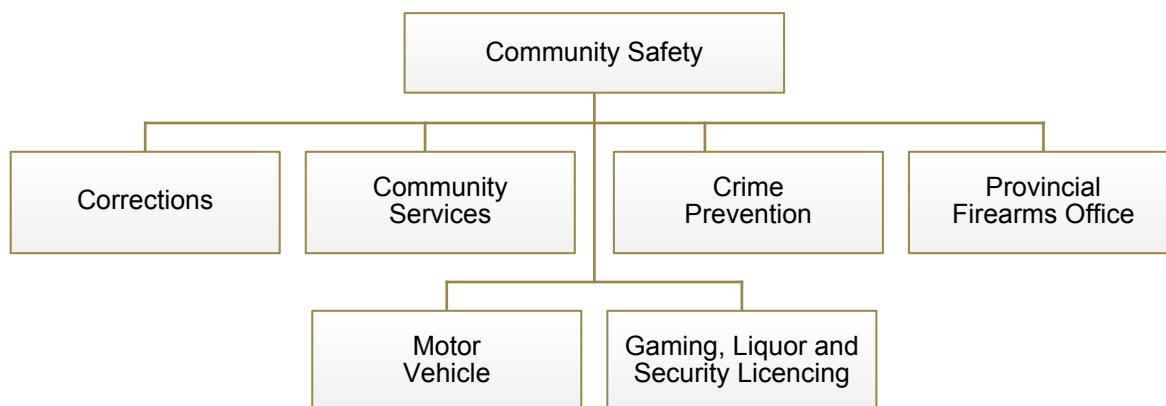 Community Safety
Corrections
Community
Services
Crime
Prevention
Provincial
Firearms Office
Motor
Vehicle
Gaming, Liquor and
Security Licencing